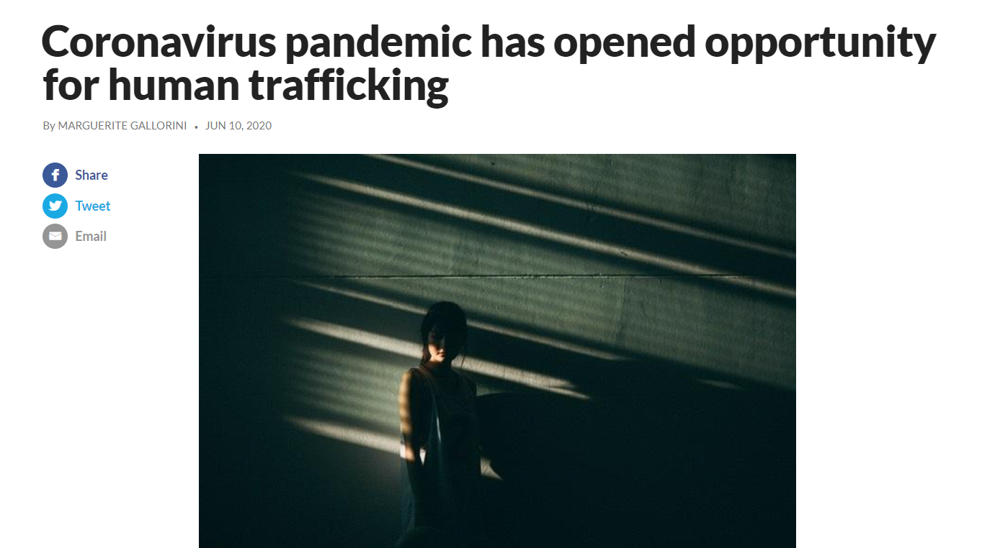 Coronavirus pandemic has opened opportunity
for human trafficking
By MARGUERITE GALLORINI • JUN 10, 2020
Share
Tweet
Email